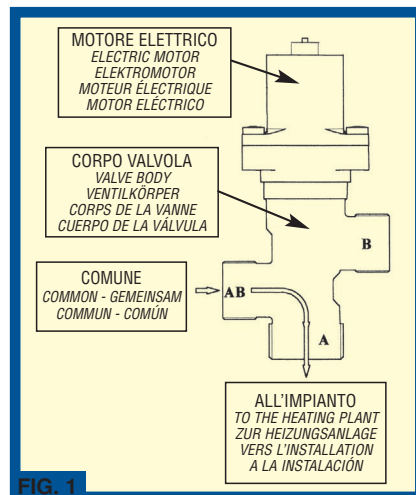 MOTORE ELETTRICO
ELECTRIC MOTOR
ELEKTROMOTOR
MOTEUR ÉLECTRIQUE
MOTOR ELÉCTRICO
CORPO VALVOLA
VALVE BODY
VENTILKÖRPER
CORPS DE LA VANNE
CUERPO DE LA VÁLVULA
B
COMUNE
COMMON - GEMEINSAM
COMMUN - COMÚN
AB
A
ALL'IMPIANTO
TO THE HEATING PLANT
ZUR HEIZUNGSANLAGE
VERS L'INSTALLATION
A LA INSTALACIÓN
FIG. 1